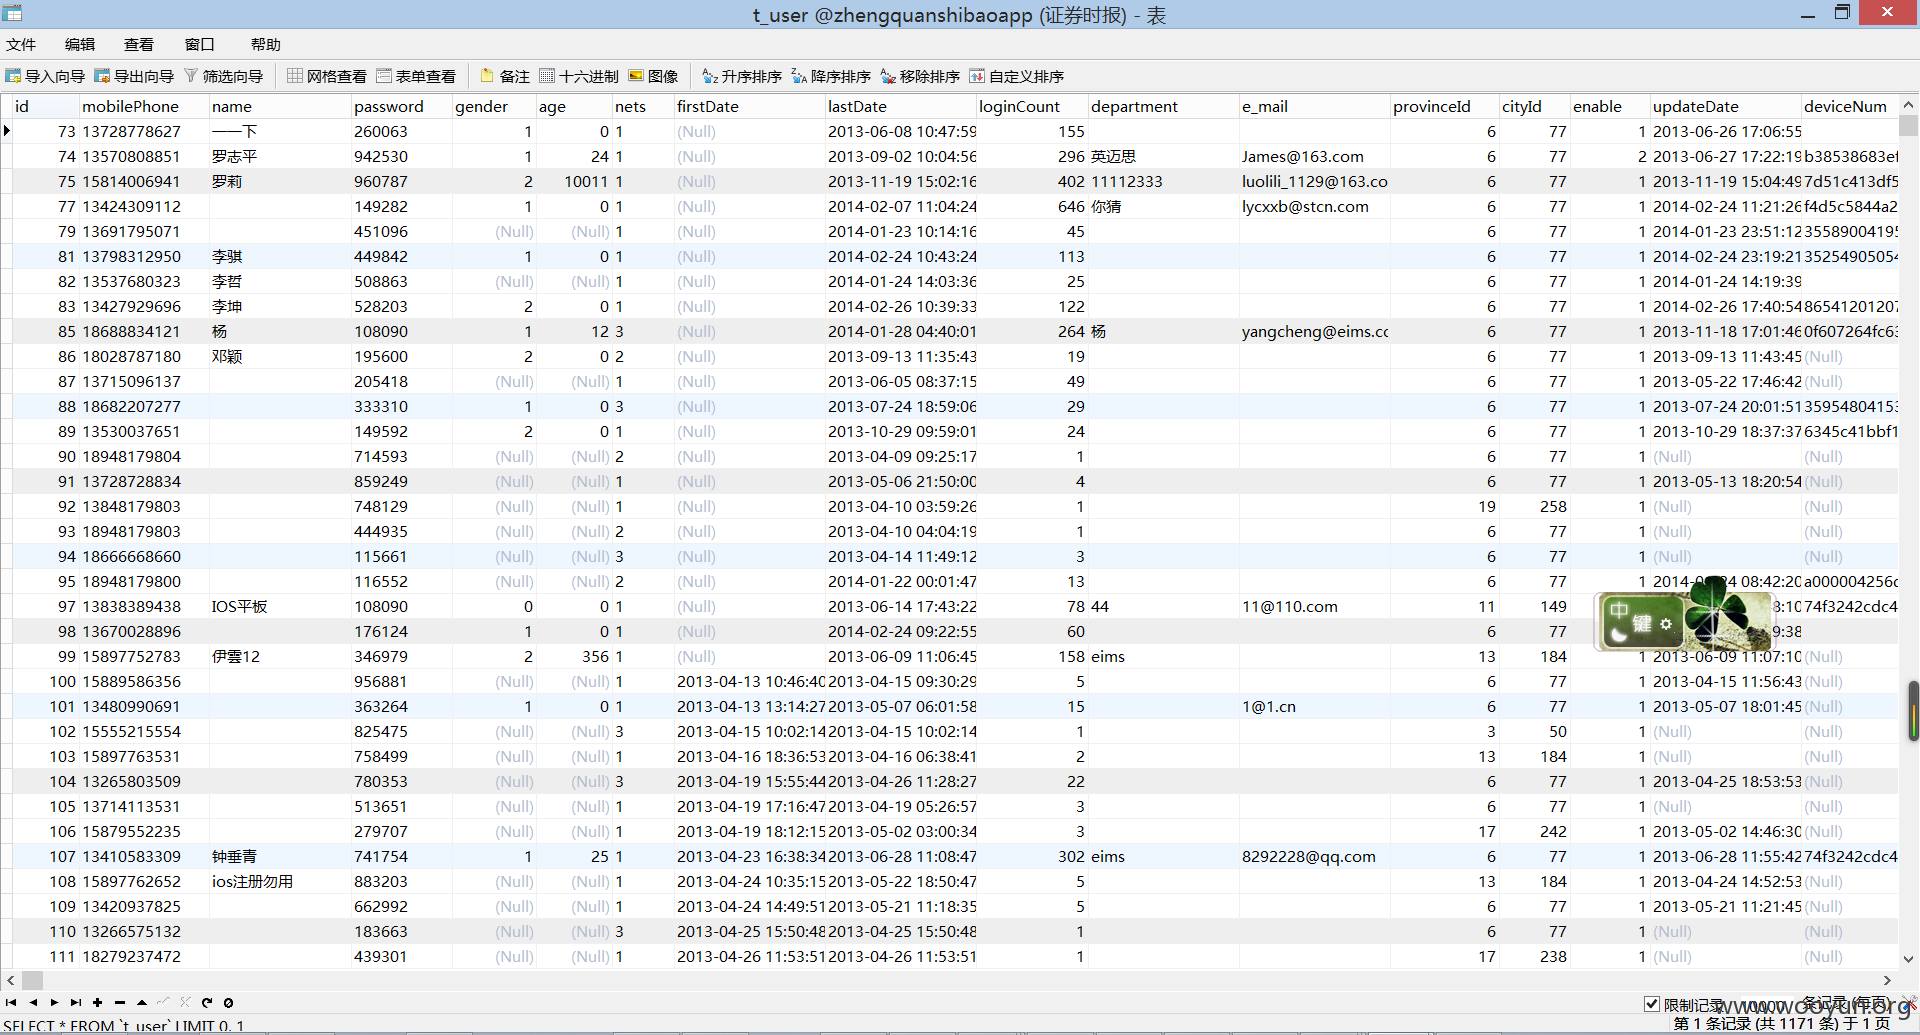 t_user @zhengquanshibaoapp (证券时报) - 表
文件 编辑 查看 窗口 帮助
导入向导 导出向导 筛选向导 网格查看 表单查看 备注 十六进制 图像 升序排序 降序排序 移除排序 自定义排序
id mobilePhone name password gender age nets firstDate lastDate loginCount department e_mail provinceId cityId enable updateDate deviceNum
73 13728778627 一一下 260063 1 0 1 (Null) 2013-06-08 10:47:59 155 6 77 1 2013-06-26 17:06:55
74 13570808851 罗志平 942530 1 24 1 (Null) 2013-09-02 10:04:56 296 英迈思 James@163.com 6 77 2 2013-06-27 17:22:19 b38538683ef
75 15814006941 罗莉 960787 2 10011 1 (Null) 2013-11-19 15:02:16 402 11112333 luolili_1129@163.co 6 77 1 2013-11-19 15:04:49 7d51c413df5
77 13424309112 149282 1 0 1 (Null) 2014-02-07 11:04:24 646 你猜 lycxxb@stcn.com 6 77 1 2014-02-24 11:21:26 f4d5c5844a2
79 13691795071 451096 (Null) (Null) 1 (Null) 2014-01-23 10:14:16 45 6 77 1 2014-01-23 23:51:12 35589004195
81 13798312950 李骐 449842 1 0 1 (Null) 2014-02-24 10:43:24 113 6 77 1 2014-02-24 23:19:21 35254905054
82 13537680323 李哲 508863 (Null) (Null) 1 (Null) 2014-01-24 14:03:36 25 6 77 1 2014-01-24 14:19:39
83 13427929696 李坤 528203 2 0 1 (Null) 2014-02-26 10:39:33 122 6 77 1 2014-02-26 17:40:54 86541201207
85 18688834121 杨 108090 1 12 3 (Null) 2014-01-28 04:40:01 264 杨 yangcheng@eims.cc 6 77 1 2013-11-18 17:01:46 0f607264fc63
86 18028787180 邓颖 195600 2 0 2 (Null) 2013-09-13 11:35:43 19 6 77 1 2013-09-13 11:43:45 (Null)
87 13715096137 205418 (Null) (Null) 1 (Null) 2013-06-05 08:37:15 49 6 77 1 2013-05-22 17:46:42 (Null)
88 18682207277 333310 1 0 3 (Null) 2013-07-24 18:59:06 29 6 77 1 2013-07-24 20:01:51 35954804153
89 13530037651 149592 2 0 1 (Null) 2013-10-29 09:59:01 24 6 77 1 2013-10-29 18:37:37 6345c41bbf1
90 18948179804 714593 (Null) (Null) 2 (Null) 2013-04-09 09:25:17 1 6 77 1 (Null) (Null)
91 13728728834 859249 (Null) (Null) 1 (Null) 2013-05-06 21:50:00 4 6 77 1 2013-05-13 18:20:54 (Null)
92 13848179803 748129 (Null) (Null) 1 (Null) 2013-04-10 03:59:26 1 19 258 1 (Null) (Null)
93 18948179803 444935 (Null) (Null) 2 (Null) 2013-04-10 04:04:19 1 6 77 1 (Null) (Null)
94 18666668660 115661 (Null) (Null) 3 (Null) 2013-04-14 11:49:12 3 6 77 1 (Null) (Null)
95 18948179800 116552 (Null) (Null) 2 (Null) 2014-01-22 00:01:47 13 6 77 1 08:42:20 a000004256c
97 13838389438 IOS平板 108090 0 0 1 (Null) 2013-06-14 17:43:22 78 44 11@110.com 11 149 8:10 74f3242cdc4
98 13670028896 176124 1 0 1 (Null) 2014-02-24 09:22:55 60 6 77 9:38
99 15897752783 伊雲12 346979 2 356 1 (Null) 2013-06-09 11:06:45 158 eims 13 184 1 2013-06-09 11:07:10 (Null)
100 15889586356 956881 (Null) (Null) 1 2013-04-13 10:46:40 2013-04-15 09:30:29 5 6 77 1 2013-04-15 11:56:43 (Null)
101 13480990691 363264 1 0 1 2013-04-13 13:14:27 2013-05-07 06:01:58 15 1@1.cn 6 77 1 2013-05-07 18:01:45 (Null)
102 15555215554 825475 (Null) (Null) 3 2013-04-15 10:02:14 2013-04-15 10:02:14 1 3 50 1 (Null) (Null)
103 15897763531 758499 (Null) (Null) 1 2013-04-16 18:36:53 2013-04-16 06:38:41 2 13 184 1 (Null) (Null)
104 13265803509 780353 (Null) (Null) 3 2013-04-19 15:55:44 2013-04-26 11:28:27 22 6 77 1 2013-04-25 18:53:53 (Null)
105 13714113531 513651 (Null) (Null) 1 2013-04-19 17:16:47 2013-04-19 05:26:57 3 6 77 1 (Null) (Null)
106 15879552235 279707 (Null) (Null) 1 2013-04-19 18:12:15 2013-05-02 03:00:34 3 17 242 1 2013-05-02 14:46:30 (Null)
107 13410583309 钟垂青 741754 1 25 1 2013-04-23 16:38:34 2013-06-28 11:08:47 302 eims 8292228@qq.com 6 77 1 2013-06-28 11:55:42 74f3242cdc4
108 15897762652 ios注册勿用 883203 (Null) (Null) 1 2013-04-24 10:35:15 2013-05-22 18:50:47 5 13 184 1 2013-04-24 14:52:53 (Null)
109 13420937825 662992 (Null) (Null) 1 2013-04-24 14:49:51 2013-05-21 11:18:35 5 6 77 1 2013-05-21 11:21:45 (Null)
110 13266575132 183663 (Null) (Null) 3 2013-04-25 15:50:48 2013-04-25 15:50:48 1 6 77 1 (Null) (Null)
111 18279237472 439301 (Null) (Null) 1 2013-04-26 11:53:51 2013-04-26 11:53:51 1 17 238 1 (Null) (Null)
中 键
限制记录 条记录 (每页)
www.wooyun.org
SELECT * FROM `t_user` LIMIT 0, 1
第 1 条记录 (共 1171 条) 于 1 页